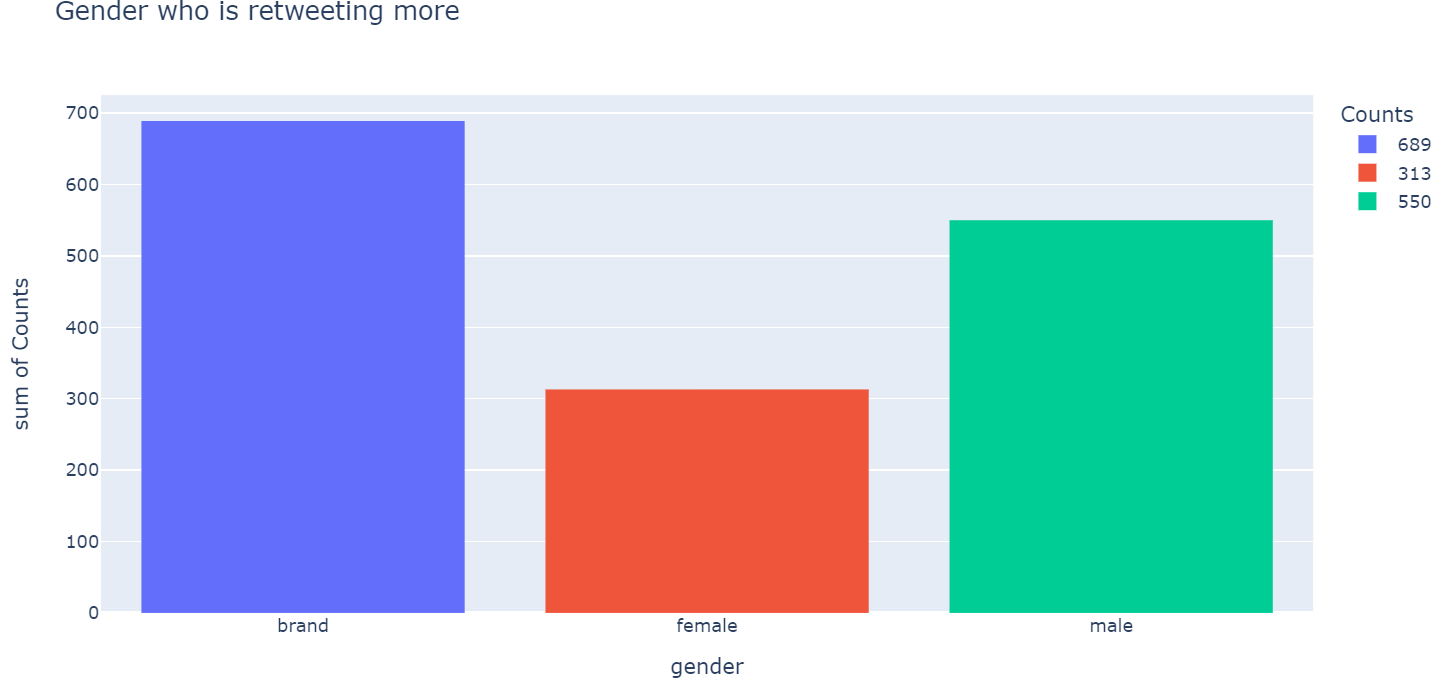 Gender who is retweeting more
700
600
500
400
300
200
100
0
sum of Counts
brand female male
gender
Counts
689
313
550